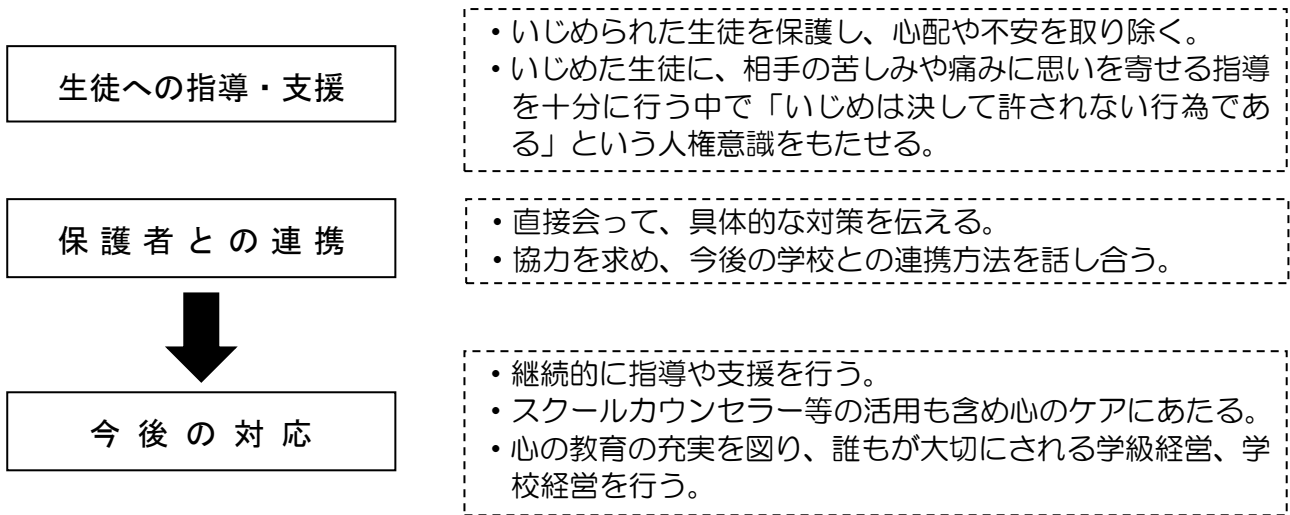 生徒への指導・支援
・いじめられた生徒を保護し、心配や不安を取り除く。
・いじめた生徒に、相手の苦しみや痛みに思いを寄せる指導
を十分に行う中で「いじめは決して許されない行為であ
る」という人権意識をもたせる。
保護者との連携
・直接会って、具体的な対策を伝える。
・協力を求め、今後の学校との連携方法を話し合う。
今後の対応
・継続的に指導や支援を行う。
・スクールカウンセラー等の活用も含め心のケアにあたる。
・心の教育の充実を図り、誰もが大切にされる学級経営、学
校経営を行う。